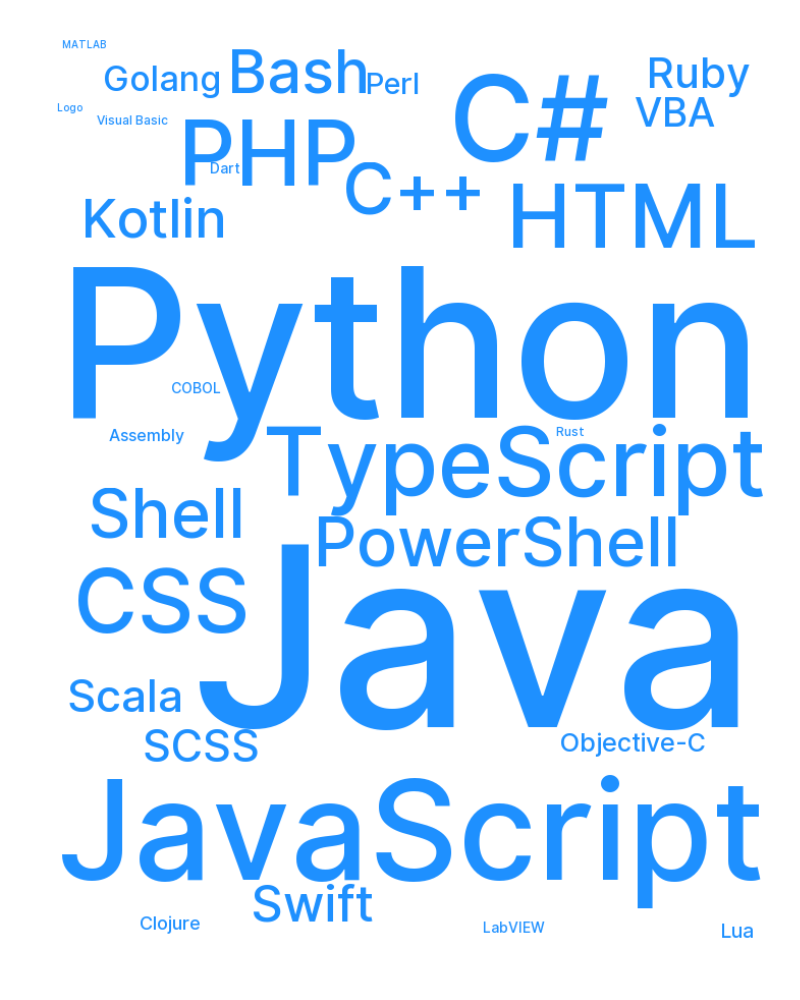 MATLAB
Golang Bash Perl C# Ruby
Logo Visual Basic VBA
PHP Dart C++
Kotlin HTML
Python
COBOL
Assembly TypeScript Rust
Shell PowerShell
CSS Java
Scala
SCSS Objective-C
JavaScript
Swift
Clojure LabVIEW Lua